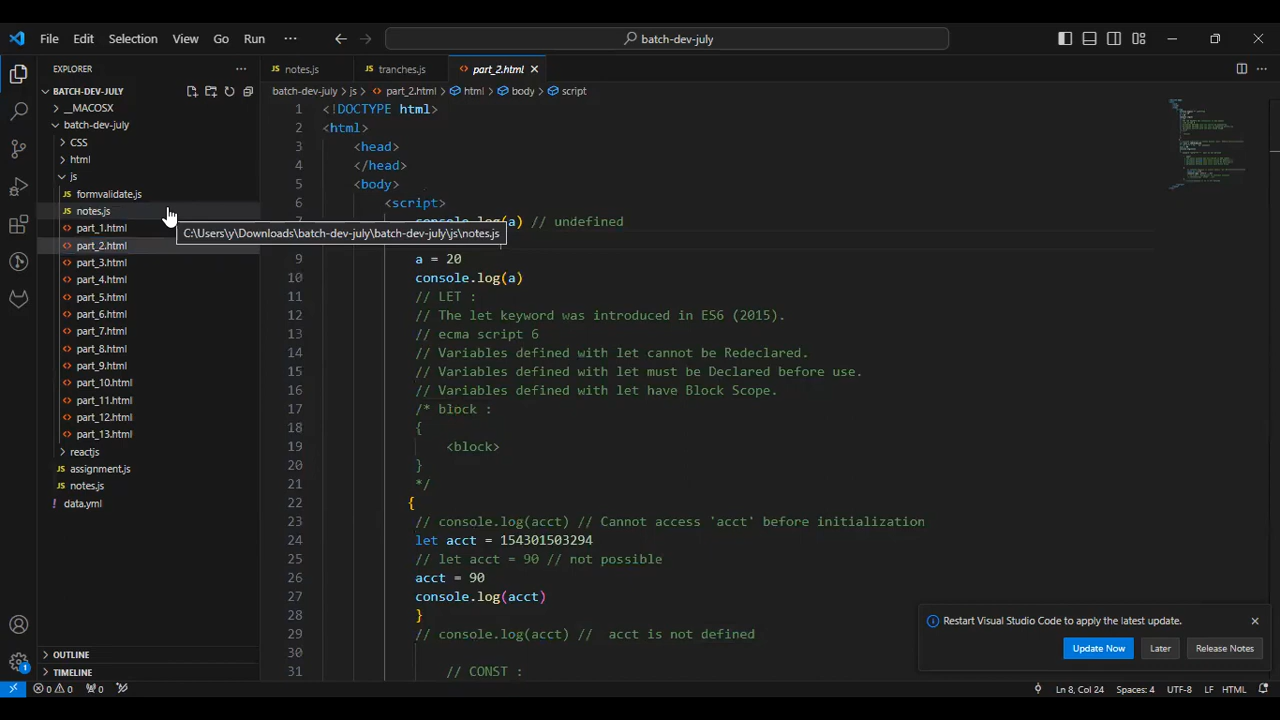 File Edit Selection View Go Run ··· batch-dev-july
EXPLORER ···
notes.js
tranches.js
part_2.html
BATCH-DEV-JULY
batch-dev-july > js > part_2.html > html > body > script
__MACOSX
batch-dev-july
CSS
html
js
formvalidate.js
notes.js
part_1.html
part_2.html
part_3.html
part_4.html
part_5.html
part_6.html
part_7.html
part_8.html
part_9.html
part_10.html
part_11.html
part_12.html
part_13.html
reactjs
assignment.js
notes.js
data.yml
OUTLINE
TIMELINE
C:\Users\y\Downloads\batch-dev-july\batch-dev-july\js\notes.js
1 <!DOCTYPE html>
2 <html>
3 <head>
4 </head>
5 <body>
6 <script>
7 console.log(a) // undefined
9 a = 20
10 console.log(a)
11 // LET :
12 // The let keyword was introduced in ES6 (2015).
13 // ecma script 6
14 // Variables defined with let cannot be Redeclared.
15 // Variables defined with let must be Declared before use.
16 // Variables defined with let have Block Scope.
17 /* block :
18 {
19 <block>
20 }
21 */
22 {
23 // console.log(acct) // Cannot access 'acct' before initialization
24 let acct = 154301503294
25 // let acct = 90 // not possible
26 acct = 90
27 console.log(acct)
28 }
29 // console.log(acct) // acct is not defined
30
31 // CONST :
Restart Visual Studio Code to apply the latest update.
Update Now Later Release Notes
0 0 0 Ln 8, Col 24 Spaces: 4 UTF-8 LF HTML
1